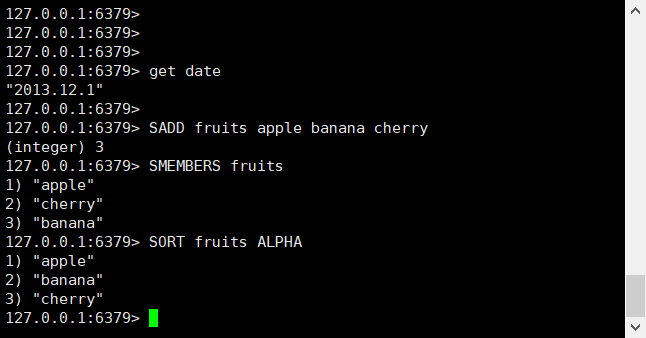 127.0.0.1:6379>
127.0.0.1:6379>
127.0.0.1:6379>
127.0.0.1:6379> get date
"2013.12.1"
127.0.0.1:6379>
127.0.0.1:6379> SADD fruits apple banana cherry
(integer) 3
127.0.0.1:6379> SMEMBERS fruits
1) "apple"
2) "cherry"
3) "banana"
127.0.0.1:6379> SORT fruits ALPHA
1) "apple"
2) "banana"
3) "cherry"
127.0.0.1:6379>